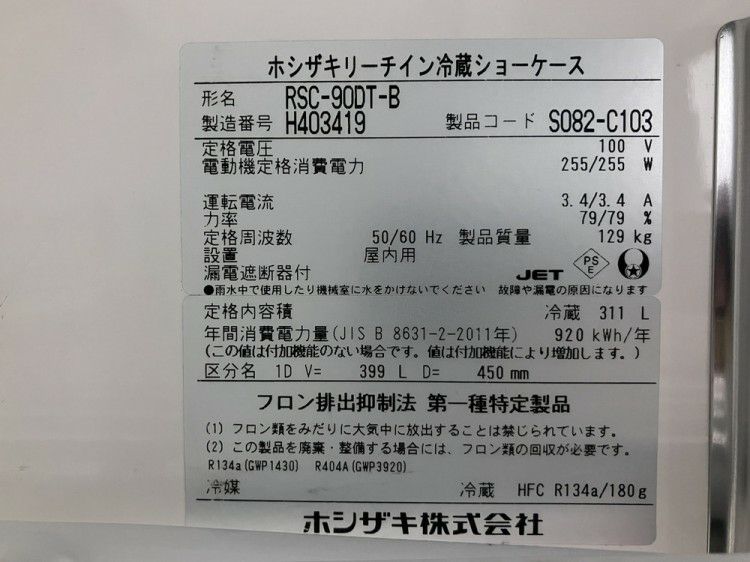 ホシザキリーチイン冷蔵ショーケース
形名 RSC-90DT-B
製造番号 H403419 製品コード S082-C103
定格電圧 100 V
電動機定格消費電力 255/255 W
運転電流 3.4/3.4 A
力率 79/79 %
定格周波数 50/60 Hz 製品質量 129 kg
設置 屋内用
漏電遮断器付 JET PS E
●雨水中で使用したり機械室に水をかけないでください 故障や漏電の原因になります
定格内容積 冷蔵 311 L
年間消費電力量(JIS B 8631-2-2011年) 920 kWh/年
(この値は付加機能のない場合です。値は付加機能により増加します。)
区分名 1D V= 399 L D= 450 mm
フロン排出抑制法 第一種特定製品
(1) フロン類をみだりに大気中に放出することは禁じられています。
(2) この製品を廃棄・整備する場合には、フロン類の回収が必要です。
R134a(GWP1430) R404A(GWP3920)
冷媒 冷蔵 HFC R134a/180g
ホシザキ株式会社